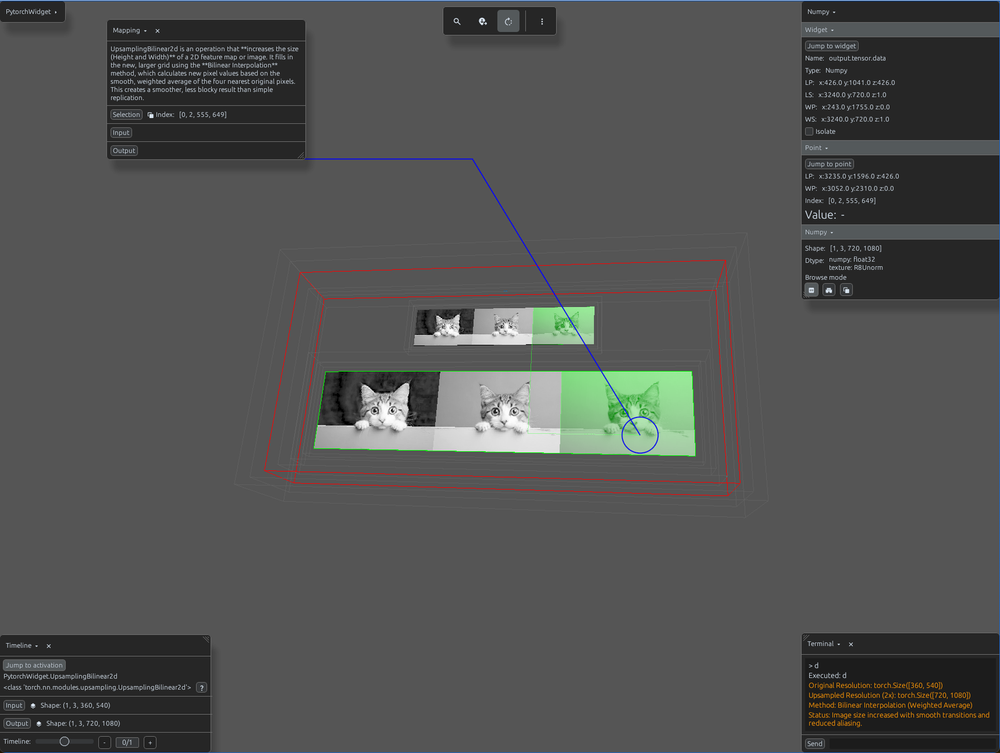 PytorchWidget
Mapping
UpsamplingBilinear2d is an operation that **increases the size
(Height and Width)** of a 2D feature map or image. It fills in
the new, larger grid using the **Bilinear Interpolation**
method, which calculates new pixel values based on the
smooth, weighted average of the four nearest original pixels.
This creates a smoother, less blocky result than simple
replication.
Selection Index: [0, 2, 555, 649]
Input
Output
Numpy
Widget
Jump to widget
Name: output.tensor.data
Type: Numpy
LP: x:426.0 y:1041.0 z:426.0
LS: x:3240.0 y:720.0 z:1.0
WP: x:243.0 y:1755.0 z:0.0
WS: x:3240.0 y:720.0 z:1.0
Isolate
Point
Jump to point
LP: x:3235.0 y:1596.0 z:426.0
WP: x:3052.0 y:2310.0 z:0.0
Index: [0, 2, 555, 649]
Value: -
Numpy
Shape: [1, 3, 720, 1080]
Dtype: numpy: float32
texture: R8Unorm
Browse mode
Timeline
Jump to activation
PytorchWidget.UpsamplingBilinear2d
<class 'torch.nn.modules.upsampling.UpsamplingBilinear2d'> ?
Input Shape: (1, 3, 360, 540)
Output Shape: (1, 3, 720, 1080)
Timeline: - 0/1 +
Terminal
> d
Executed: d
Original Resolution: torch.Size([360, 540])
Upsampled Resolution (2x): torch.Size([720, 1080])
Method: Bilinear Interpolation (Weighted Average)
Status: Image size increased with smooth transitions and
reduced aliasing.
Send